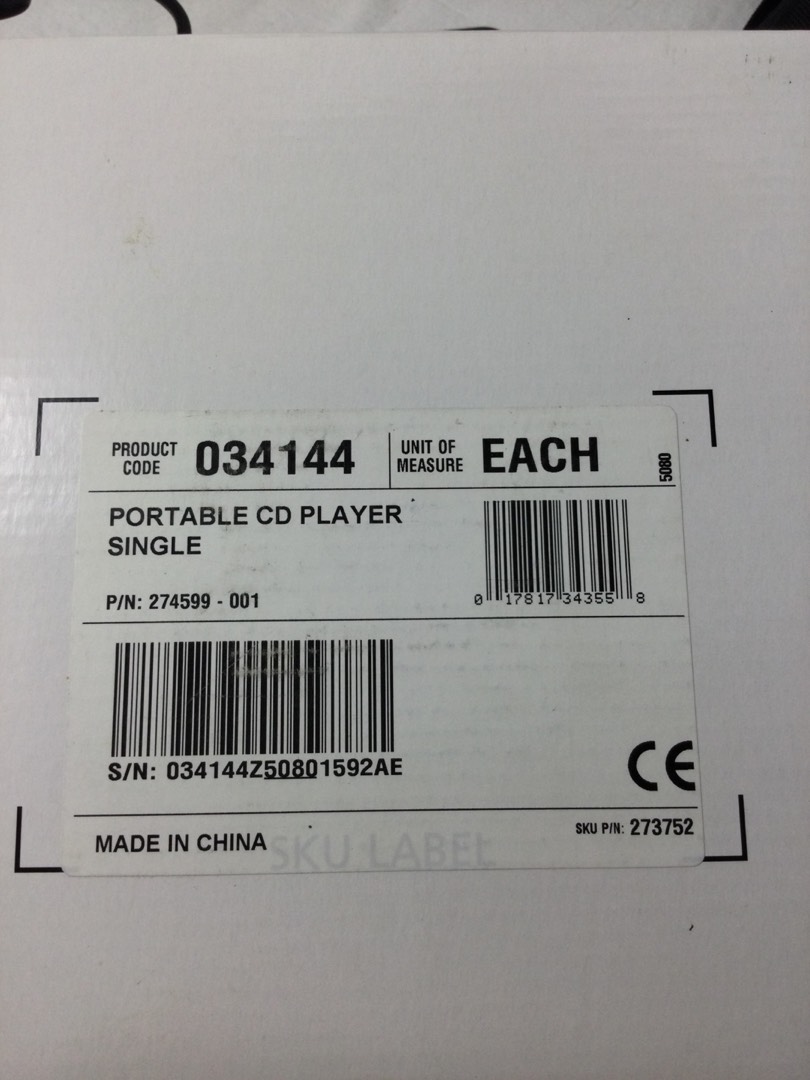 PRODUCT CODE 034144 UNIT OF MEASURE EACH 5080
PORTABLE CD PLAYER
SINGLE
P/N: 274599 - 001
0 17817 34355 8
S/N: 034144Z50801592AE
CE
MADE IN CHINA
SKU P/N: 273752
SKU LABEL